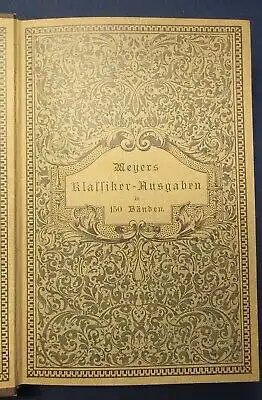 Meyers
Klassiker-Ausgaben
in
150 Bänden.